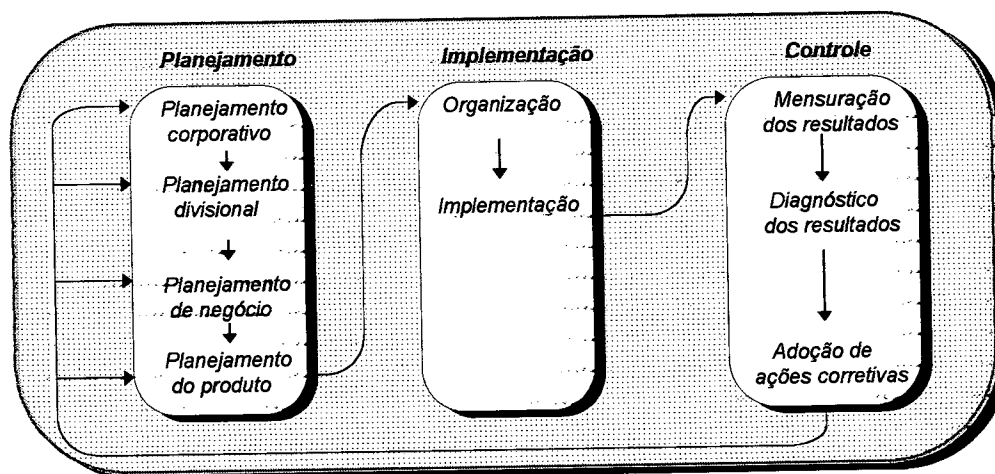 Planejamento
Planejamento
corporativo
Planejamento
divisional
Planejamento
de negócio
Planejamento
do produto
Implementação
Organização
Implementação
Controle
Mensuração
dos resultados
Diagnóstico
dos resultados
Adoção de
ações corretivas